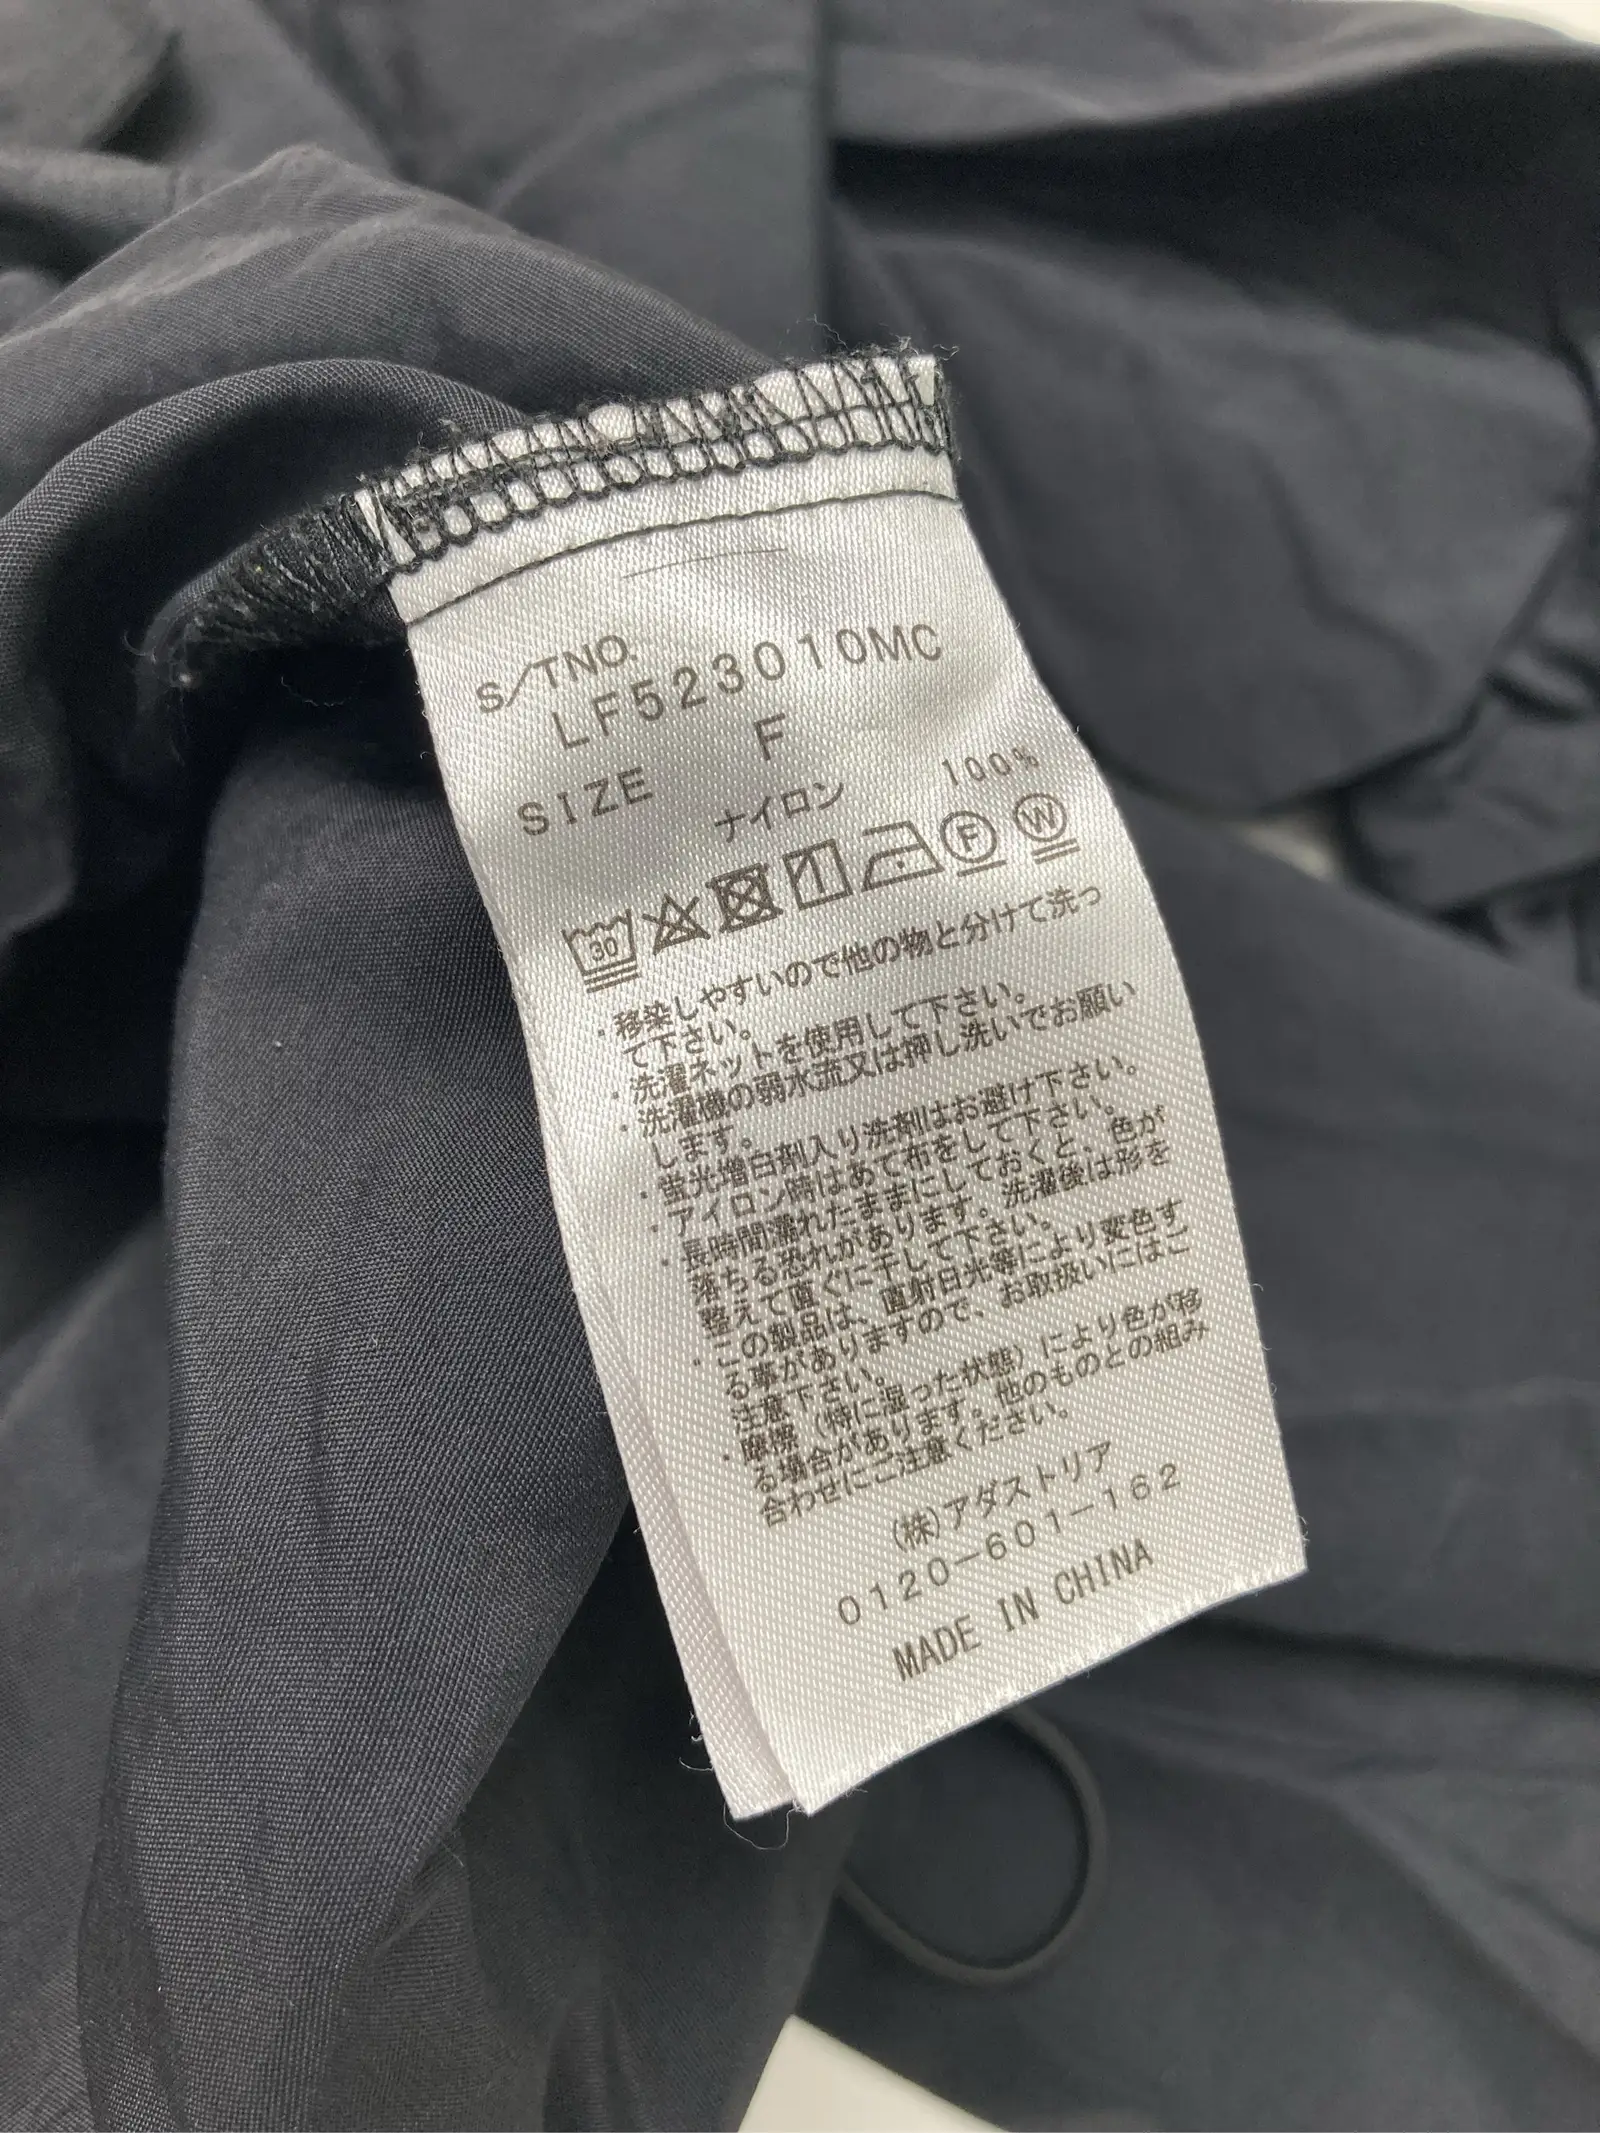 S/TNO.
LF523010MC
SIZE F
ナイロン 100%
30 F W
・移染しやすいので他の物と分けて洗っ
て下さい。
・洗濯ネットを使用して下さい。
・洗濯機の弱水流又は押し洗いでお願い
します。
・蛍光増白剤入り洗剤はお避け下さい。
・アイロン時はあて布をして下さい。
・長時間濡れたままにしておくと、色が
落ちる恐れがあります。洗濯後は形を
整えて直ぐに干して下さい。
・この製品は、直射日光等により変色す
る事がありますので、お取扱いにはご
注意下さい。
・摩擦（特に湿った状態）により色が移
る場合があります。他のものとの組み
合わせにご注意ください。
(株)アダストリア
0120-601-162
MADE IN CHINA